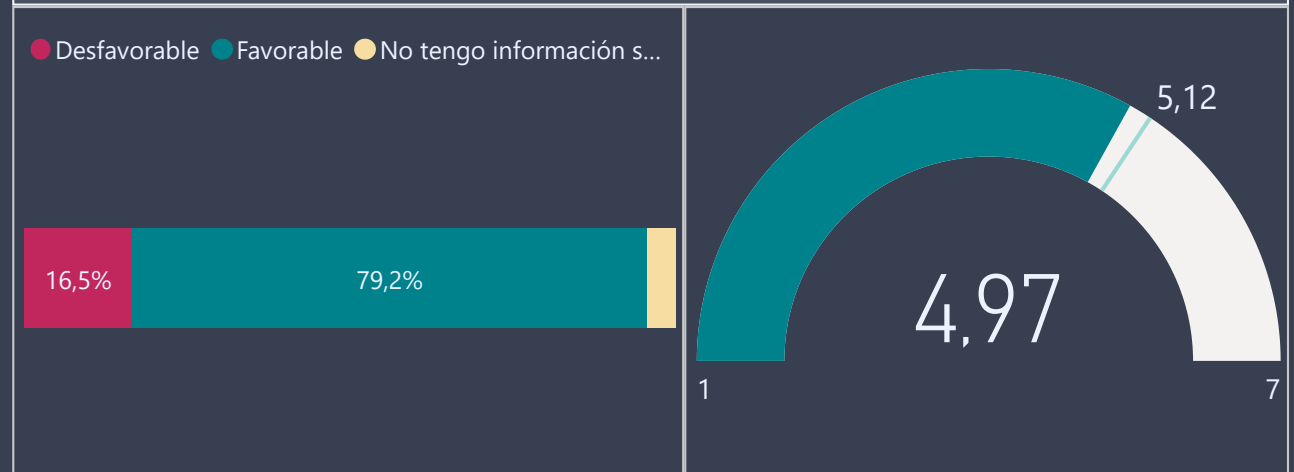 Desfavorable Favorable No tengo información s...
16,5% 79,2%
5,12
4,97
1 7